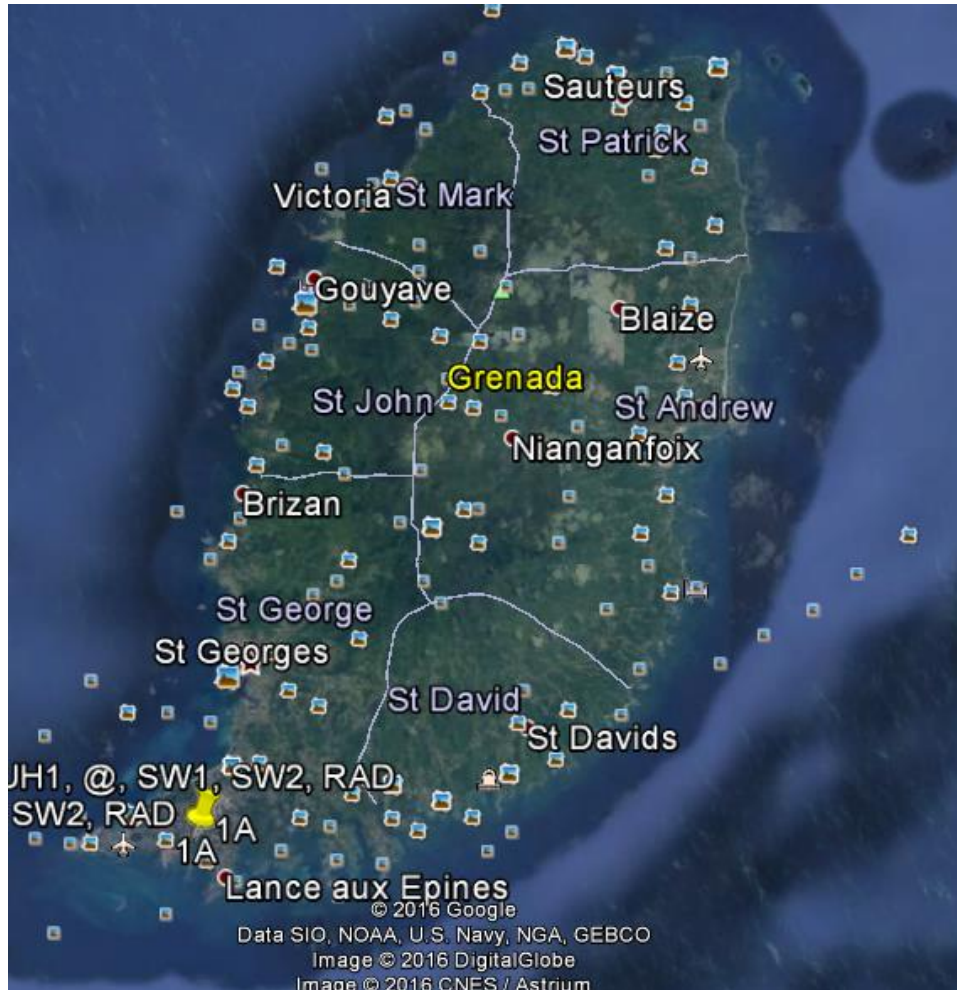 Sauteurs
St Patrick
Victoria St Mark
Gouyave
Blaize
Grenada
St John
St Andrew
Nianganfoix
Brizan
St George
St Georges
St David
St Davids
JH1, @, SW1, SW2, RAD
SW2, RAD
1A
1A
Lance aux Epines
© 2016 Google
Data SIO, NOAA, U.S. Navy, NGA, GEBCO
Image © 2016 DigitalGlobe
Image © 2016 CNES / Astrium